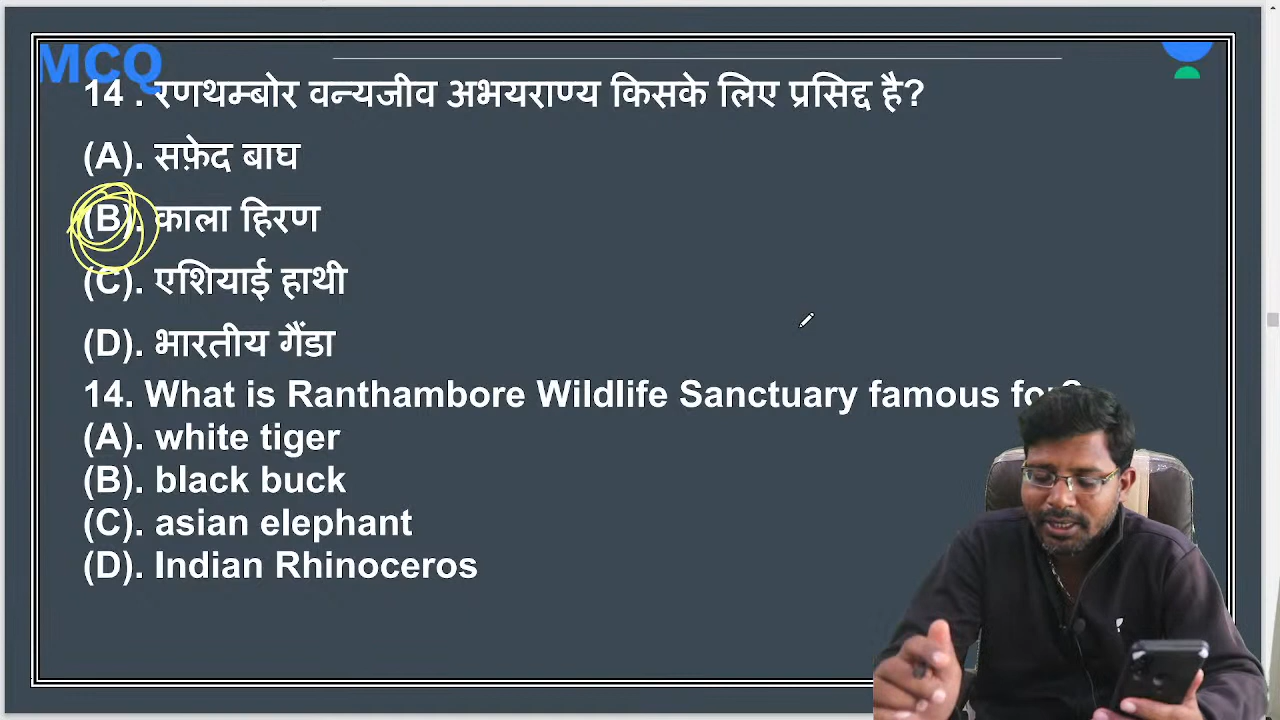 MCQ
14 . रणथम्बोर वन्यजीव अभयराण्य किसके लिए प्रसिद्द है?
(A). सफ़ेद बाघ
(B). काला हिरण
(C). एशियाई हाथी
(D). भारतीय गैंडा
14. What is Ranthambore Wildlife Sanctuary famous for?
(A). white tiger
(B). black buck
(C). asian elephant
(D). Indian Rhinoceros